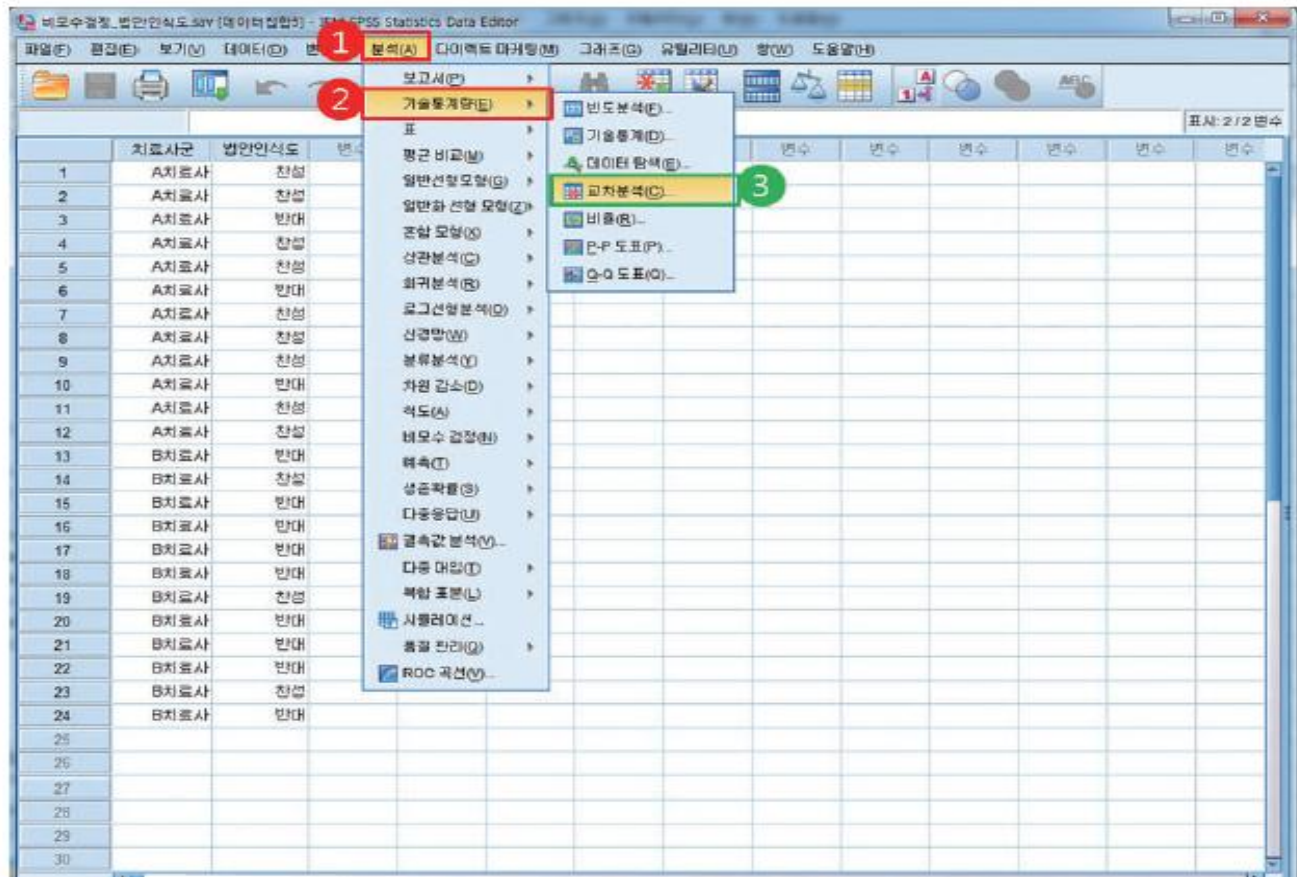 비모수검정_법안인식도.sav [데이터집합3] - IBM SPSS Statistics Data Editor
파일(F) 편집(E) 보기(V) 데이터(D) 1 분석(A) 다이렉트 마케팅(M) 그래프(G) 유틸리티(U) 창(W) 도움말(H)
표시: 2 / 2 변수
치료사군 법안인식도 변수 변수 변수 변수 변수 변수
1 A치료사 찬성
2 A치료사 찬성
3 A치료사 반대
4 A치료사 찬성
5 A치료사 찬성
6 A치료사 반대
7 A치료사 찬성
8 A치료사 찬성
9 A치료사 찬성
10 A치료사 반대
11 A치료사 찬성
12 A치료사 찬성
13 B치료사 반대
14 B치료사 찬성
15 B치료사 반대
16 B치료사 반대
17 B치료사 반대
18 B치료사 반대
19 B치료사 찬성
20 B치료사 반대
21 B치료사 반대
22 B치료사 반대
23 B치료사 찬성
24 B치료사 반대
25
26
27
28
29
30
보고서(P)
2 기술통계량(E)
표
평균 비교(M)
일반선형모형(G)
일반화 선형 모형(Z)
혼합 모형(X)
상관분석(C)
회귀분석(R)
로그선형분석(O)
신경망(W)
분류분석(Y)
차원 감소(D)
척도(A)
비모수 검정(N)
예측(T)
생존확률(S)
다중응답(U)
결측값 분석(V)...
다중 대입(T)
복합 표본(L)
시뮬레이션...
품질 관리(Q)
ROC 곡선(V)...
빈도분석(F)...
기술통계(D)...
데이터 탐색(E)...
교차분석(C)... 3
비율(R)...
P-P 도표(P)...
Q-Q 도표(Q)...